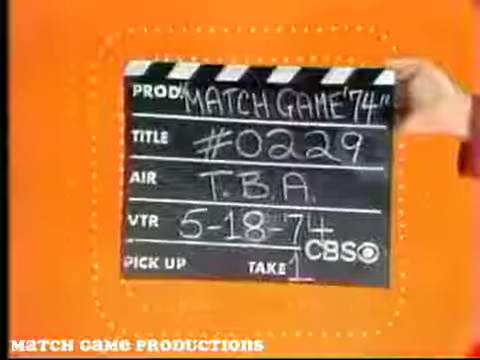 PROD. "MATCH GAME '74"
TITLE #0229
AIR T.B.A.
VTR 5-18-74
CBS
PICK UP TAKE 1
MATCH GAME PRODUCTIONS